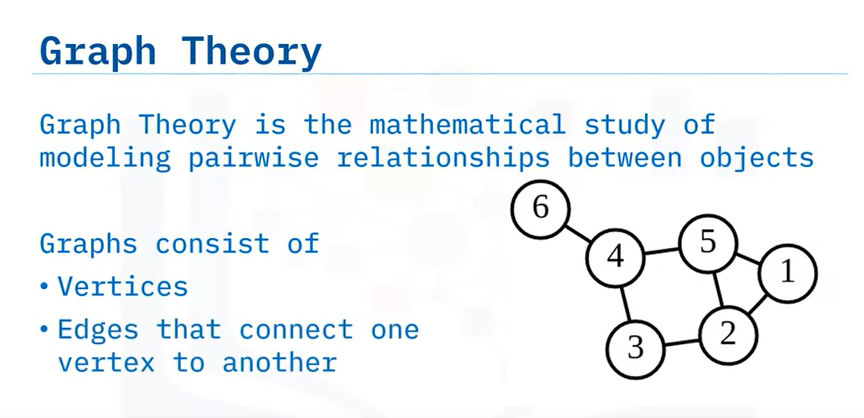 Graph Theory
Graph Theory is the mathematical study of
modeling pairwise relationships between objects
Graphs consist of
• Vertices
• Edges that connect one
vertex to another
6
4
5
1
3
2